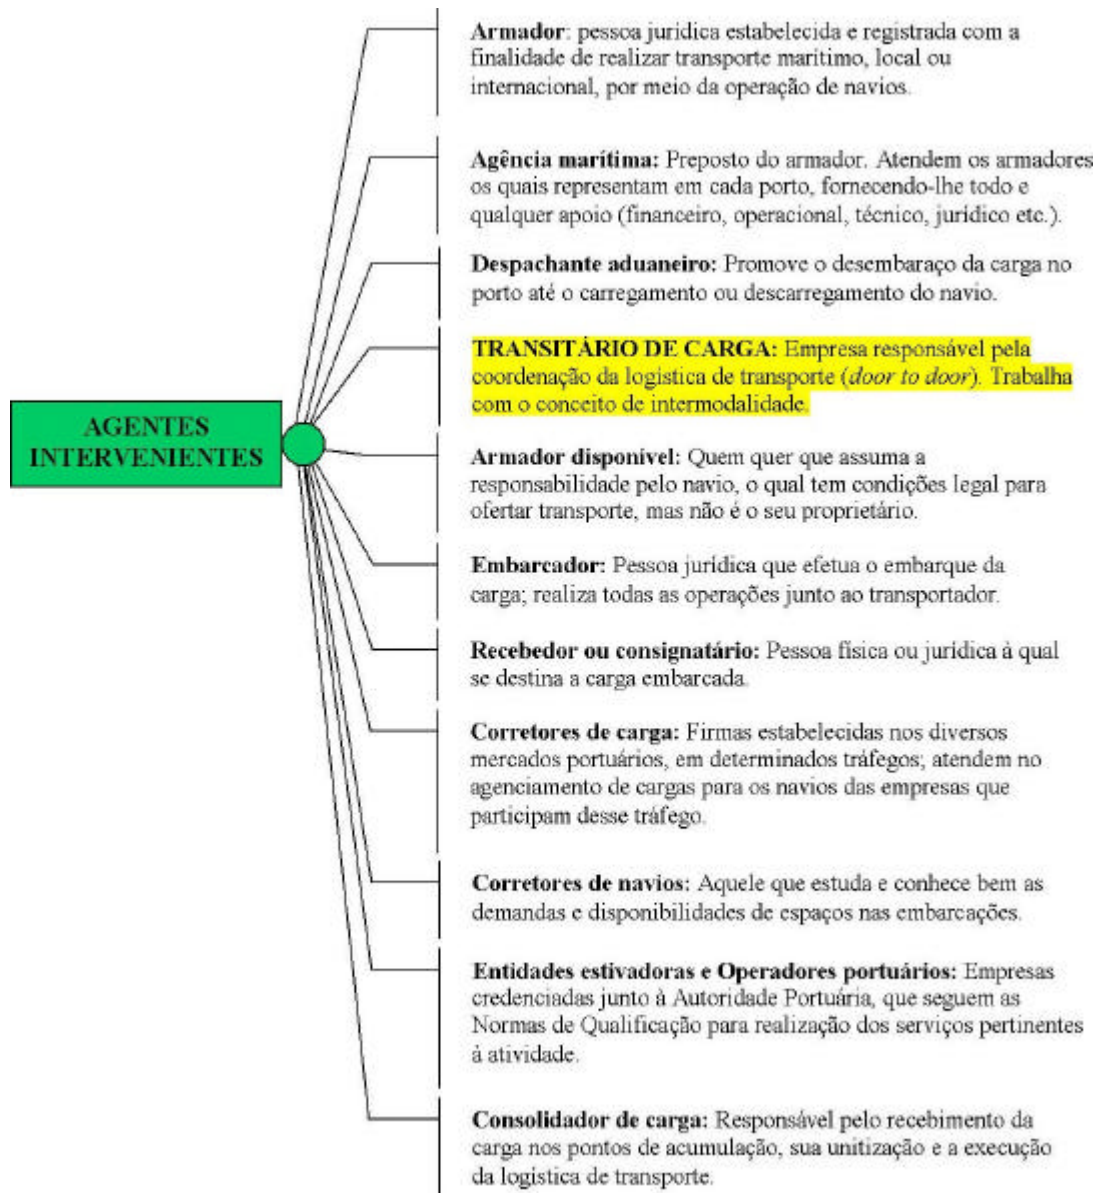 Armador: pessoa jurídica estabelecida e registrada com a
finalidade de realizar transporte marítimo, local ou
internacional, por meio da operação de navios.
Agência marítima: Preposto do armador. Atendem os armadores
os quais representam em cada porto, fornecendo-lhe todo e
qualquer apoio (financeiro, operacional, técnico, jurídico etc.).
Despachante aduaneiro: Promove o desembaraço da carga no
porto até o carregamento ou descarregamento do navio.
TRANSITÀRIO DE CARGA: Empresa responsável pela
coordenação da logística de transporte (door to door). Trabalha
com o conceito de intermodalidade.
AGENTES
INTERVENIENTES
Armador disponível: Quem quer que assuma a
responsabilidade pelo navio, o qual tem condições legal para
ofertar transporte, mas não é o seu proprietário.
Embarcador: Pessoa jurídica que efetua o embarque da
carga; realiza todas as operações junto ao transportador.
Recebedor ou consignatário: Pessoa física ou jurídica à qual
se destina a carga embarcada.
Corretores de carga: Firmas estabelecidas nos diversos
mercados portuários, em determinados tráfegos; atendem no
agenciamento de cargas para os navios das empresas que
participam desse tráfego.
Corretores de navios: Aquele que estuda e conhece bem as
demandas e disponibilidades de espaços nas embarcações.
Entidades estivadoras e Operadores portuários: Empresas
credenciadas junto à Autoridade Portuária, que seguem as
Normas de Qualificação para realização dos serviços pertinentes
à atividade.
Consolidador de carga: Responsável pelo recebimento da
carga nos pontos de acumulação, sua unitização e a execução
da logística de transporte.